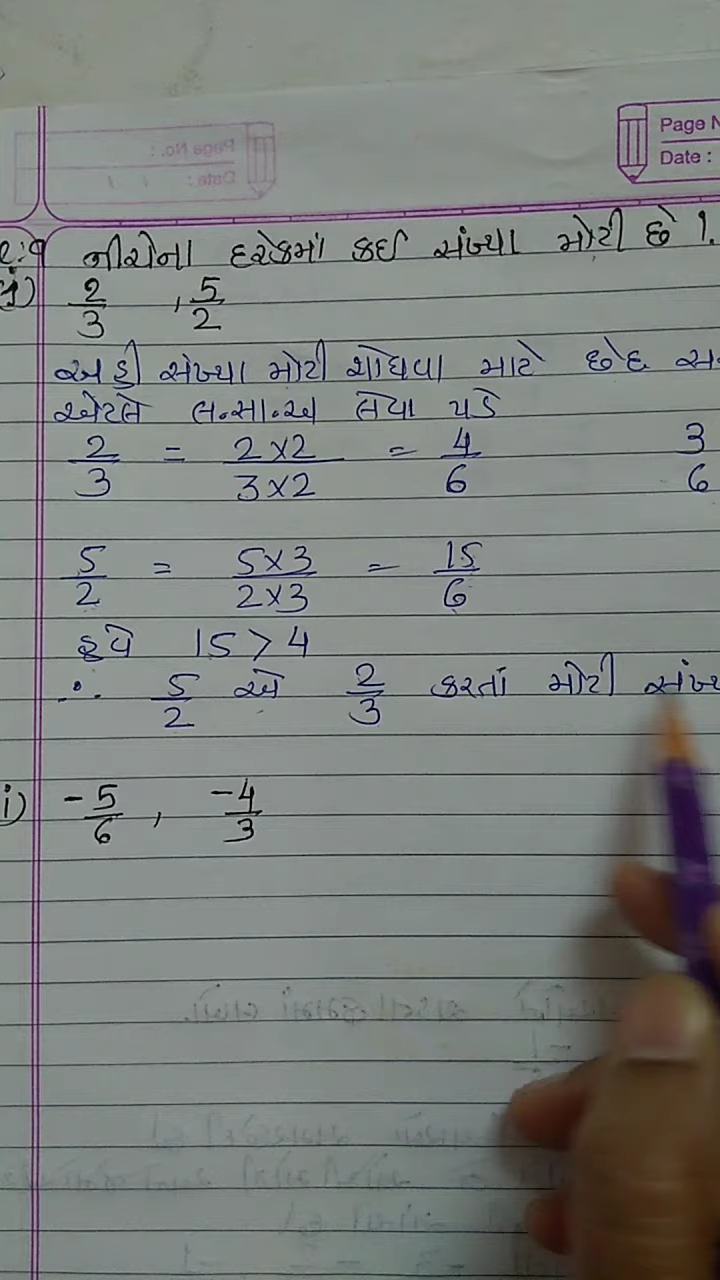 Page N
Date :
નીચેના દરેકમાં કઈ સંખ્યા મોટી છે ?.
2/3 , 5/2
અહી સંખ્યા મોટી શોધવા માટે છેદ
એટલે લ.સા.અ લેવા પડે
2/3 = 2×2/3×2 = 4/6 3
6
5/2 = 5×3/2×3 = 15/6
હવે 15 > 4
∴ 5/2 એ 2/3 કરતાં મોટી
i) -5/6 , -4/3